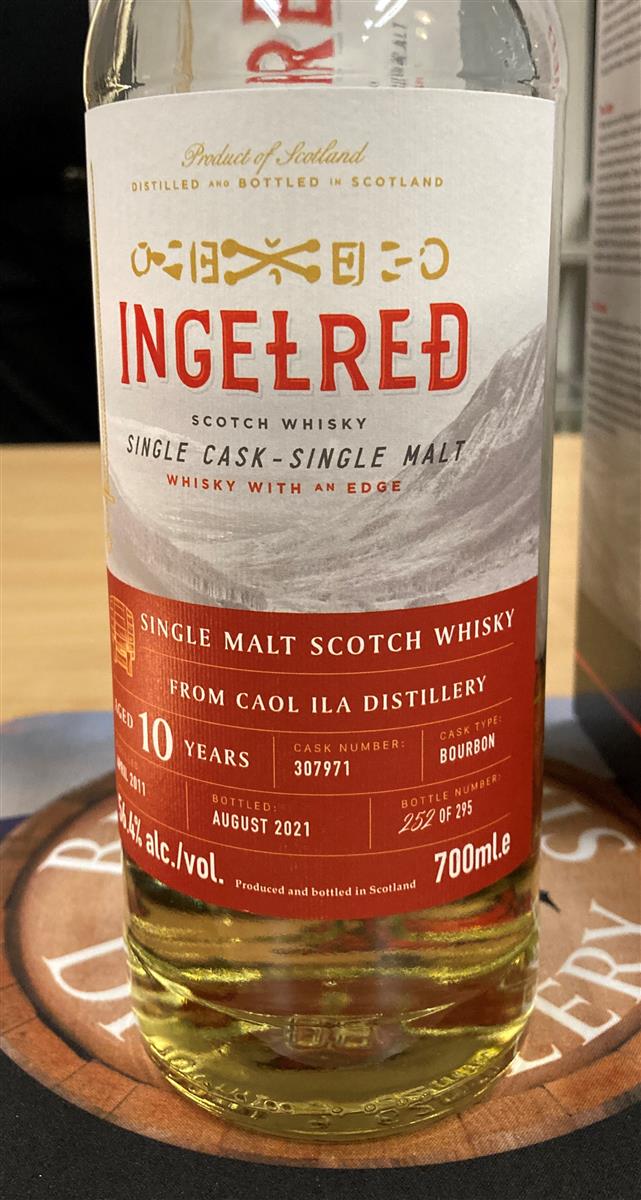 Product of Scotland
DISTILLED AND BOTTLED IN SCOTLAND
INGELRED
SCOTCH WHISKY
SINGLE CASK - SINGLE MALT
WHISKY WITH AN EDGE
SINGLE MALT SCOTCH WHISKY
FROM CAOL ILA DISTILLERY
AGED 10 YEARS
CASK NUMBER:
307971
CASK TYPE:
BOURBON
2011
BOTTLED:
AUGUST 2021
BOTTLE NUMBER:
252 OF 295
56.4% alc./vol.
Produced and bottled in Scotland
700ml.e